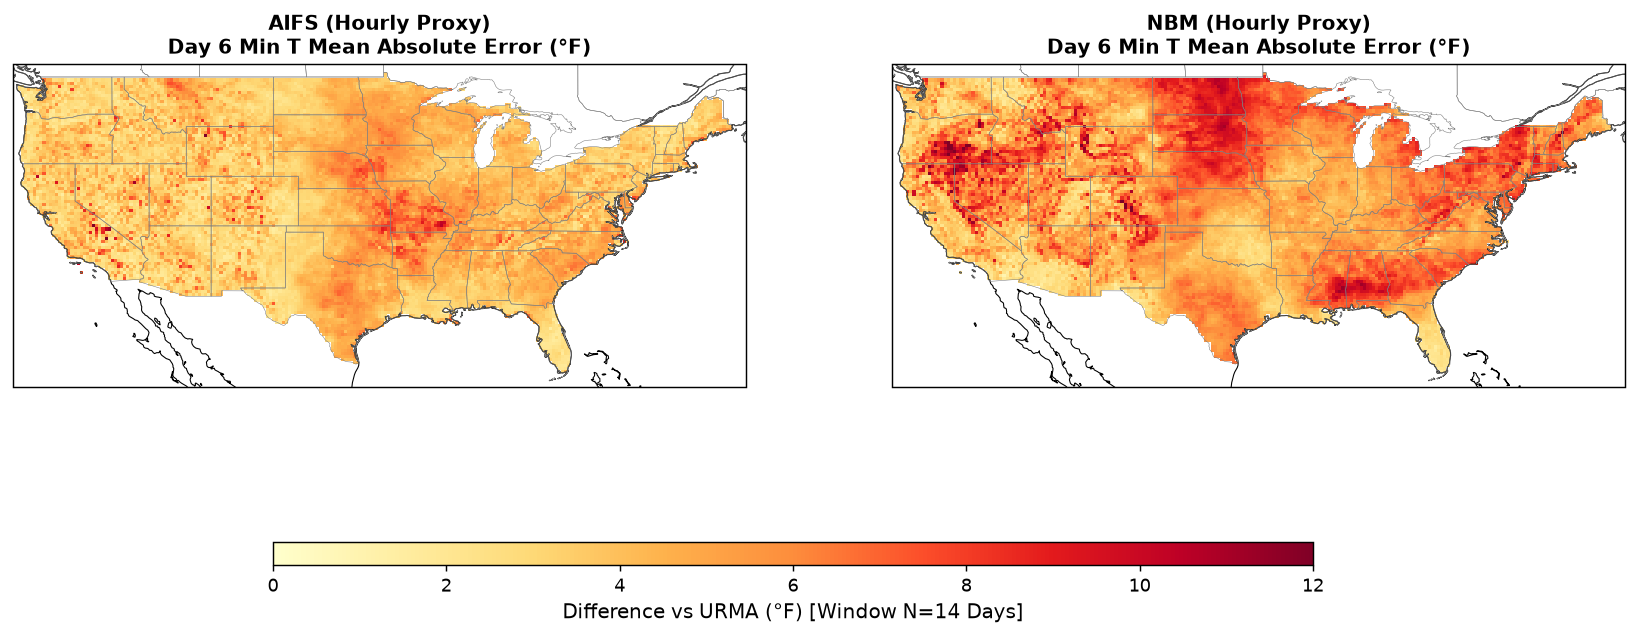 AIFS (Hourly Proxy)
Day 6 Min T Mean Absolute Error (°F)
NBM (Hourly Proxy)
Day 6 Min T Mean Absolute Error (°F)
0 2 4 6 8 10 12
Difference vs URMA (°F) [Window N=14 Days]